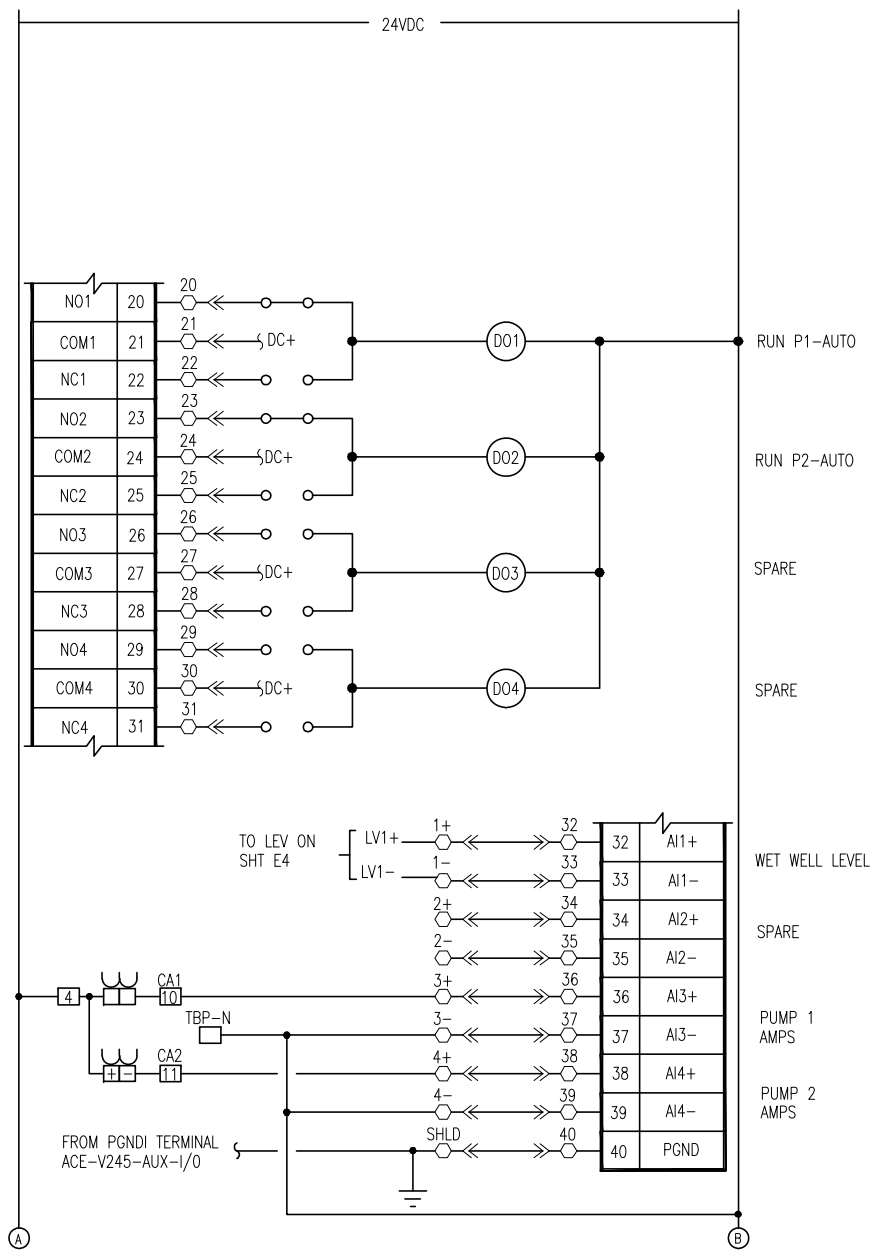 24VDC
20
NO1 20
21
COM1 21 DC+ DO1 RUN P1-AUTO
22
NC1 22
23
NO2 23
24
COM2 24 DC+ DO2 RUN P2-AUTO
25
NC2 25
26
NO3 26
27
COM3 27 DC+ DO3 SPARE
28
NC3 28
29
NO4 29
30
COM4 30 DC+ DO4 SPARE
31
NC4 31
TO LEV ON
SHT E4
LV1+ 1+ 32 32 AI1+
LV1- 1- 33 33 AI1-
WET WELL LEVEL
2+ 34 34 AI2+
SPARE
2- 35 35 AI2-
4 CA1 10 3+ 36 36 AI3+
TBP-N 3- 37 37 AI3-
PUMP 1
AMPS
+ - CA2 11 4+ 38 38 AI4+
4- 39 39 AI4-
PUMP 2
AMPS
FROM PGNDI TERMINAL
ACE-V245-AUX-I/O
SHLD 40 40 PGND
A B